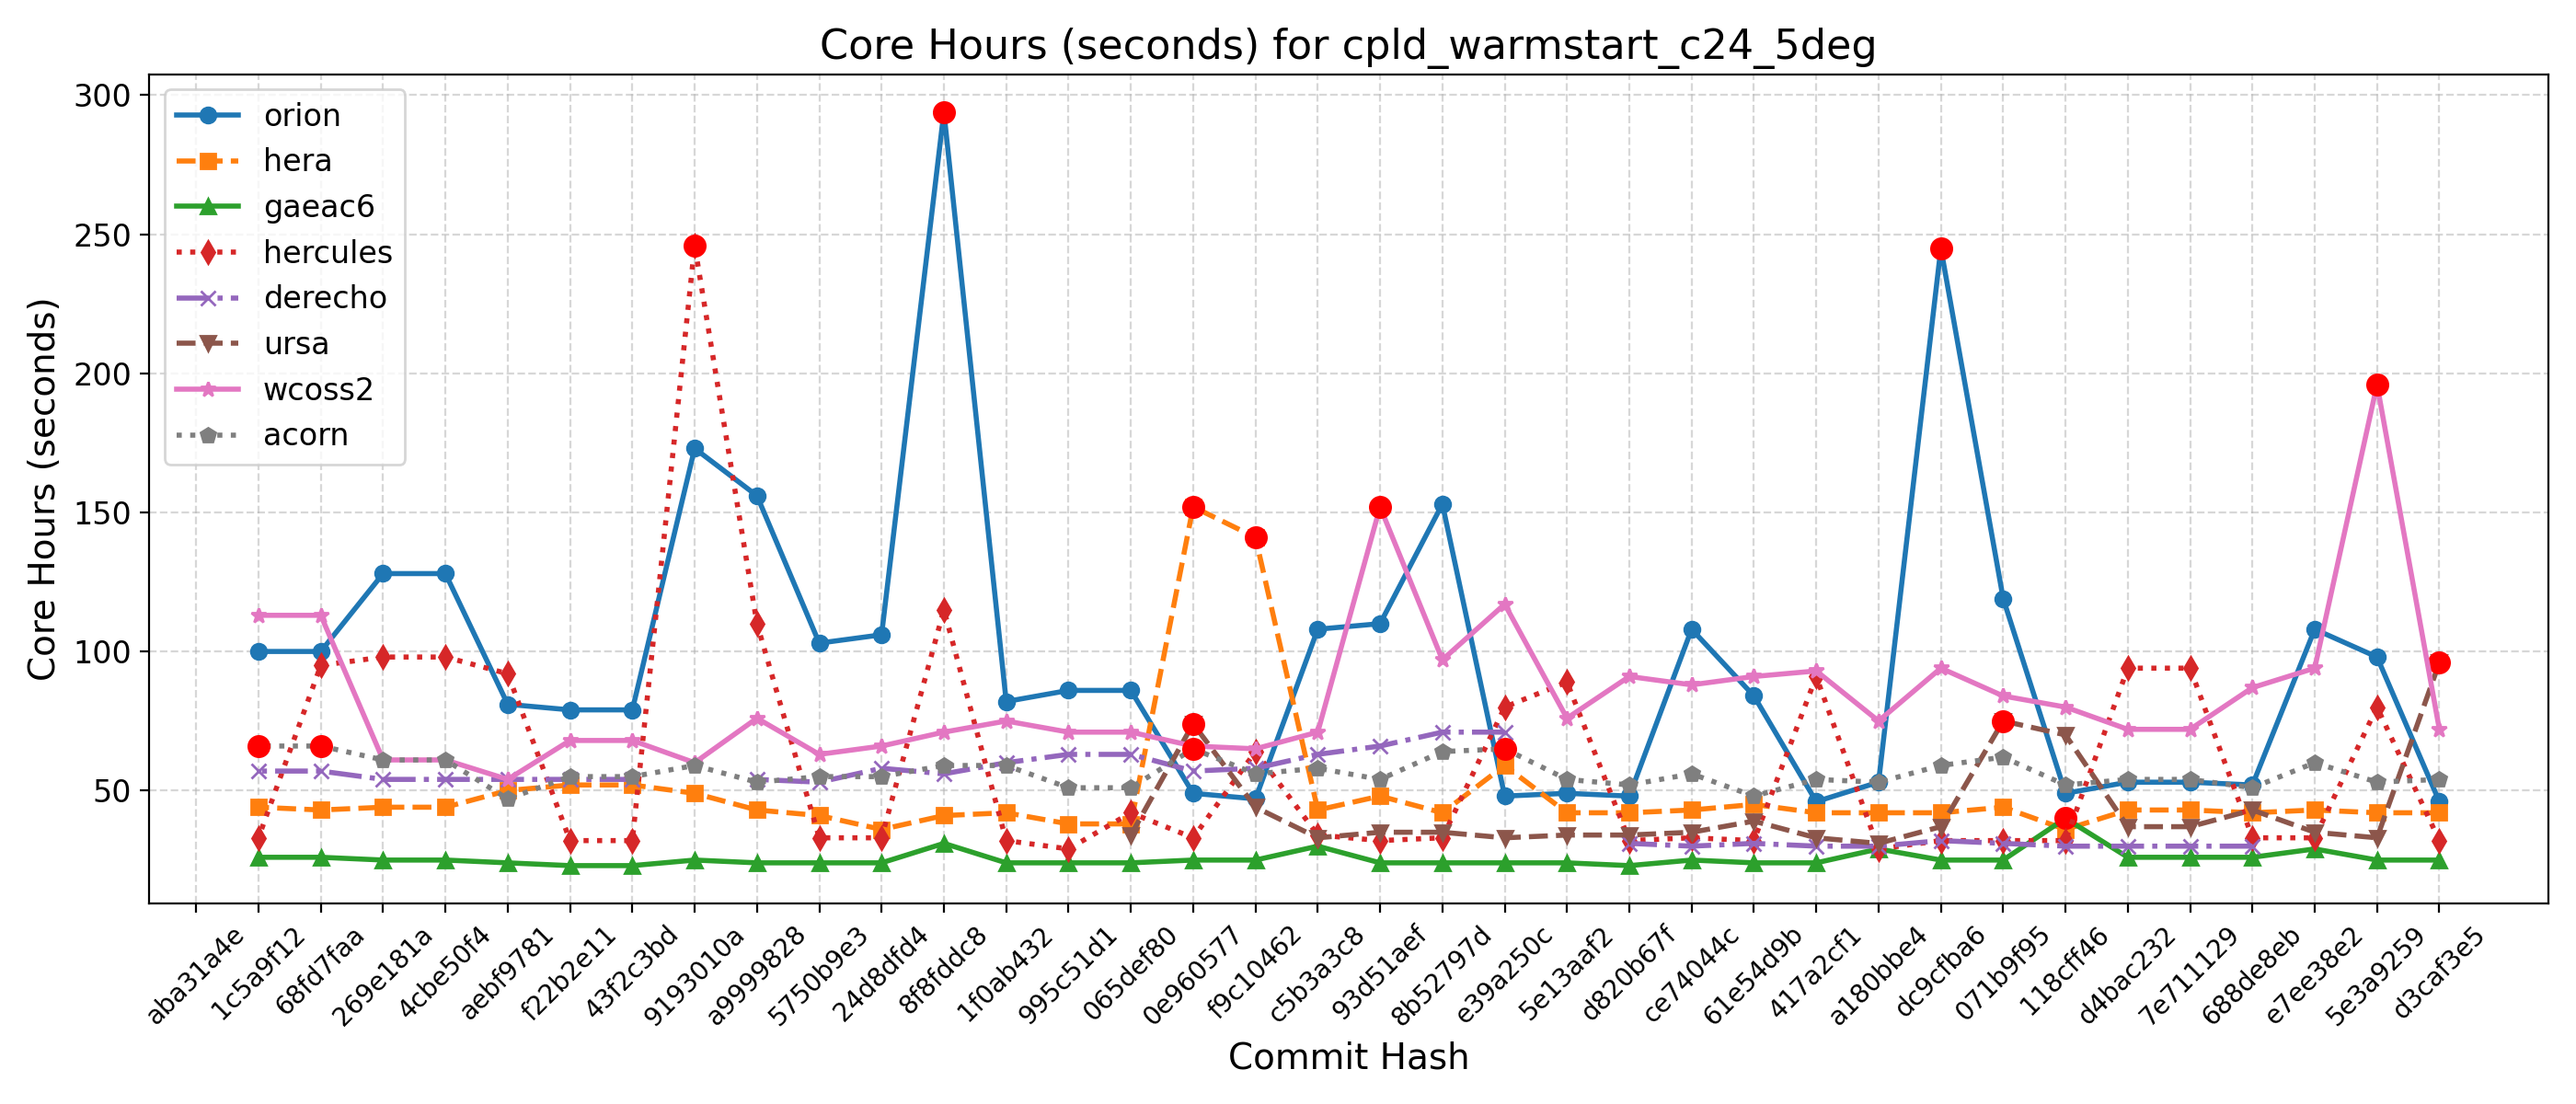 Core Hours (seconds) for cpld_warmstart_c24_5deg
Core Hours (seconds)
300
250
200
150
100
50
orion
hera
gaeac6
hercules
derecho
ursa
wcoss2
acorn
aba31a4e
1c5a9f12
68fd7faa
269e181a
4cbe50f4
aebf9781
f22b2e11
43f2c3bd
9193010a
a9999828
5750b9e3
24d8dfd4
8f8fddc8
1f0ab432
995c51d1
065def80
0e960577
f9c10462
c5b3a3c8
93d51aef
8b52797d
e39a250c
5e13aaf2
d820b67f
ce74044c
61e54d9b
417a2cf1
a180bbe4
dc9cfba6
071b9f95
118cff46
d4bac232
7e711129
688de8eb
e7ee38e2
5e3a9259
d3caf3e5
Commit Hash